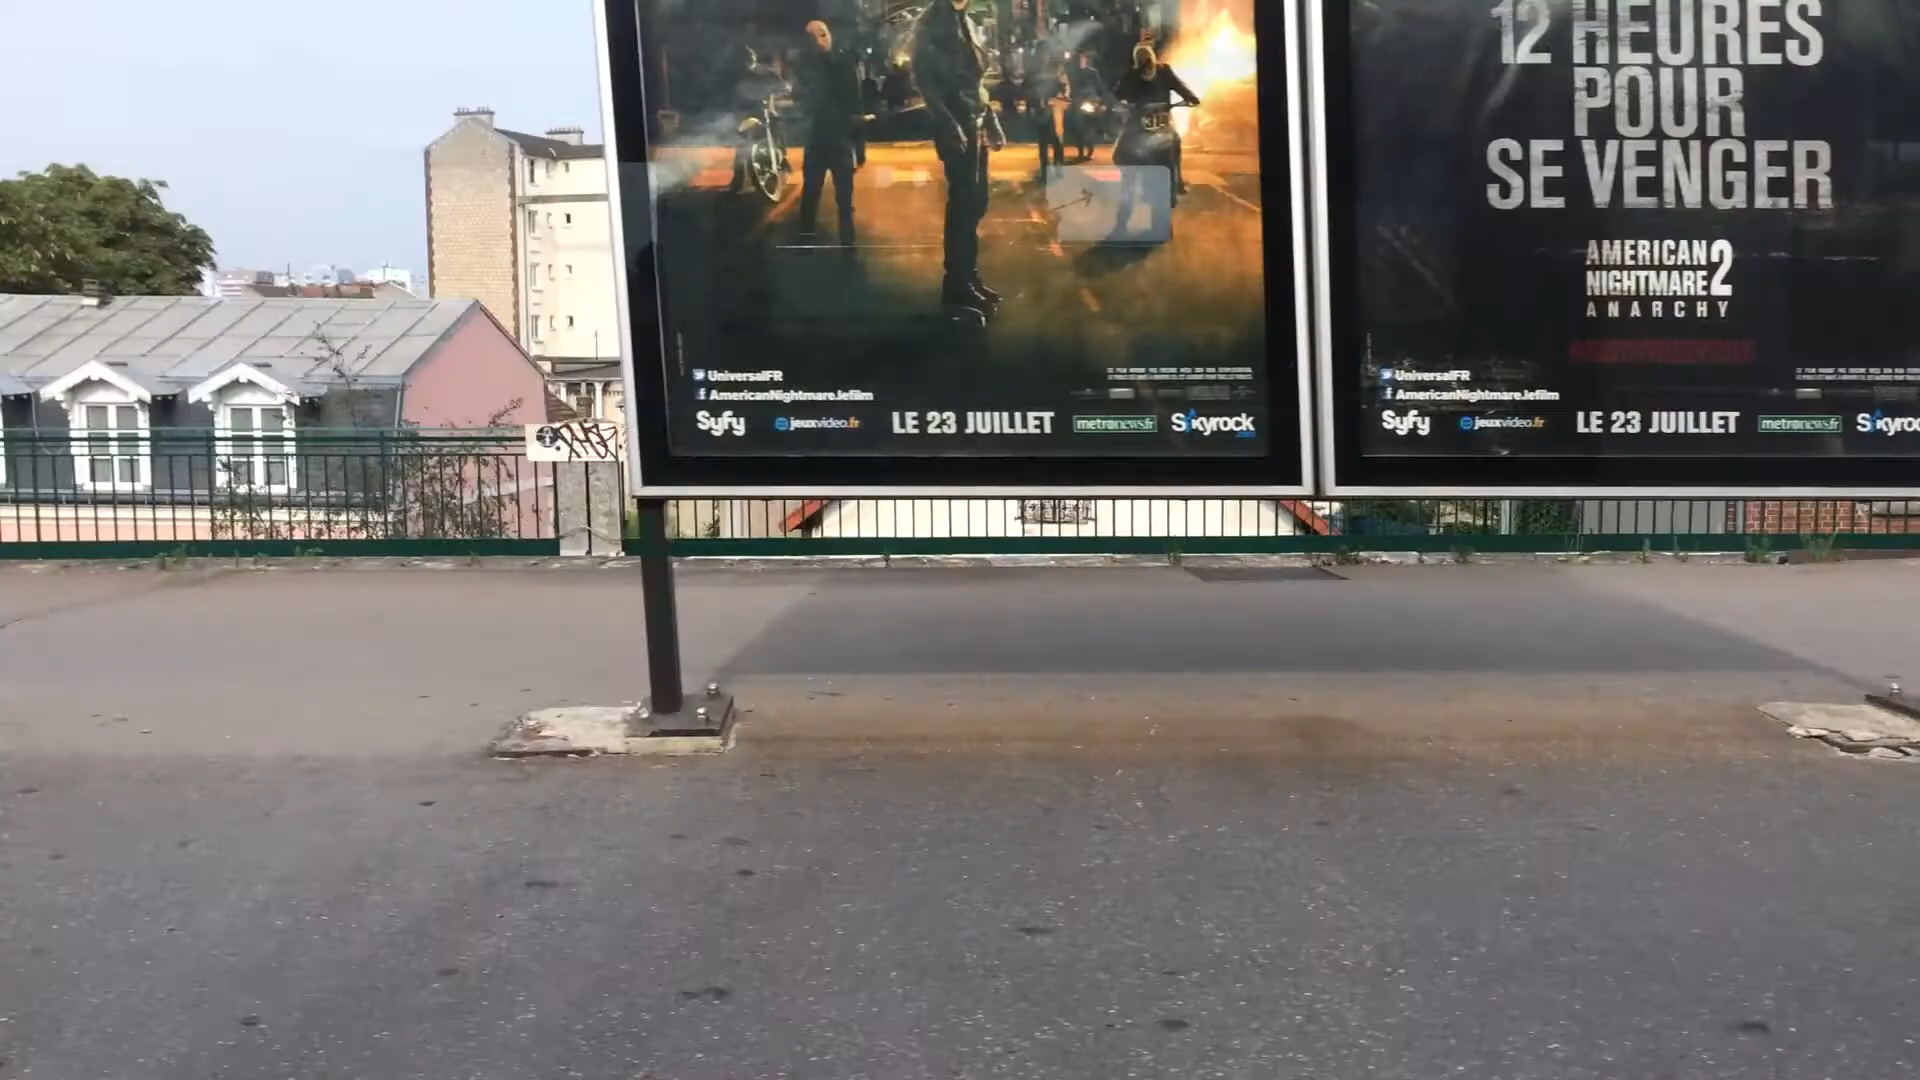 UniversalFR
AmericanNightmare.lefilm
Syfy jeuxvideo.fr LE 23 JUILLET metronews.fr Skyrock
12 HEURES
POUR
SE VENGER
AMERICAN
NIGHTMARE 2
ANARCHY
UniversalFR
AmericanNightmare.lefilm
Syfy jeuxvideo.fr LE 23 JUILLET metronews.fr Skyroc